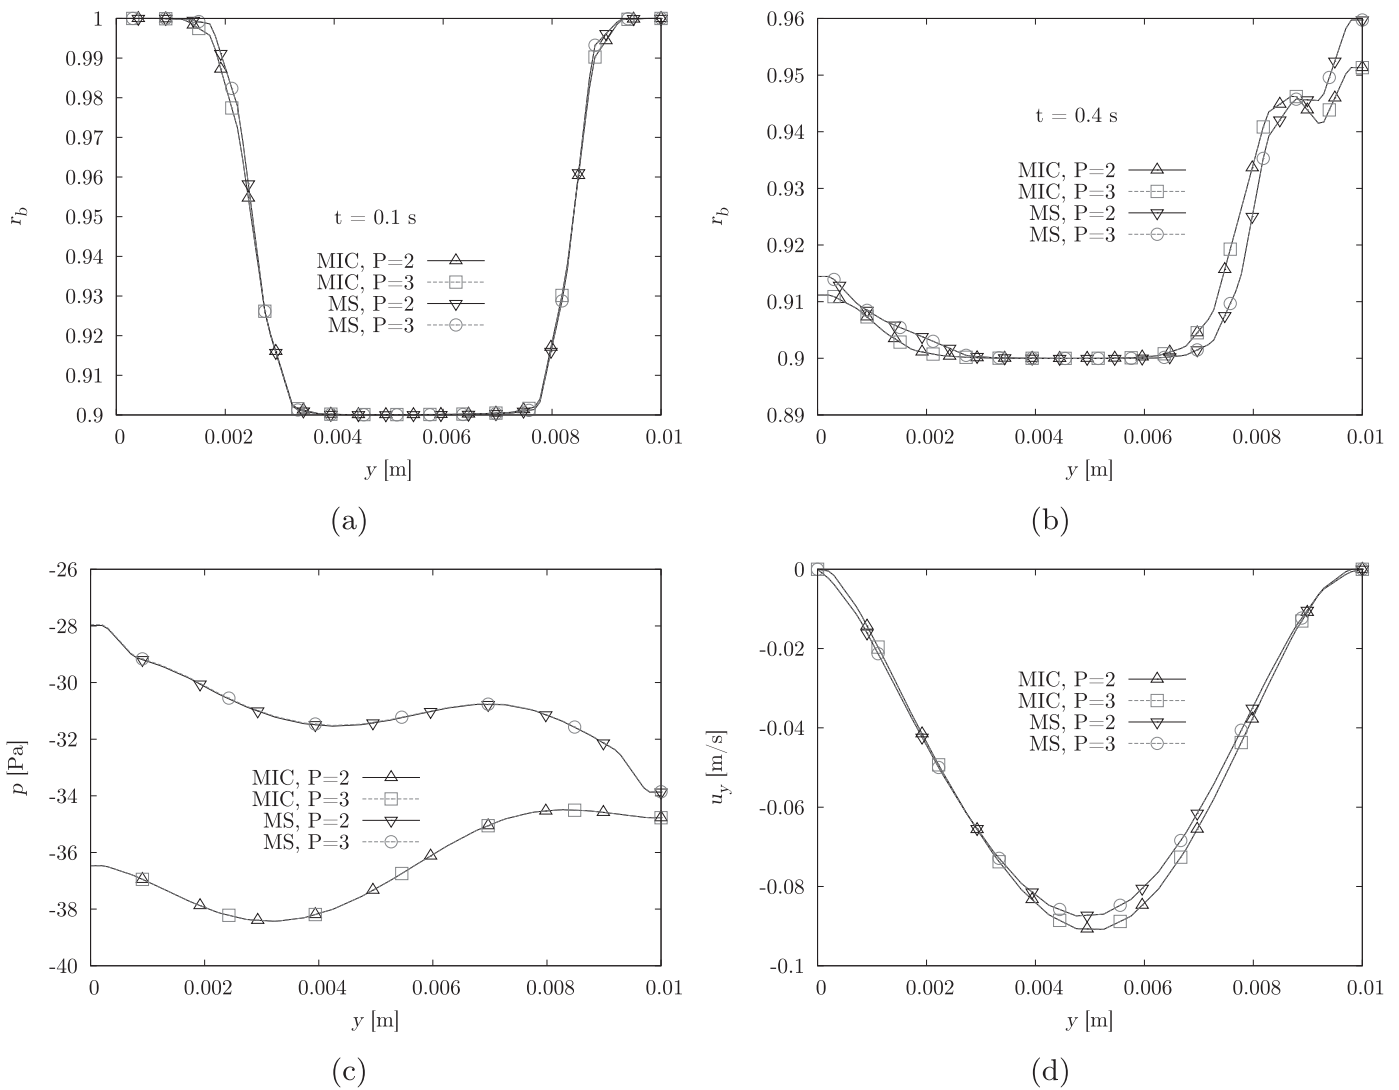 1
0.99
0.98
0.97
0.96
0.95
0.94
0.93
0.92
0.91
0.9
r_b
t = 0.1 s
MIC, P=2
MIC, P=3
MS, P=2
MS, P=3
0 0.002 0.004 0.006 0.008 0.01
y [m]
(a)
0.96
0.95
0.94
0.93
0.92
0.91
0.9
0.89
r_b
t = 0.4 s
MIC, P=2
MIC, P=3
MS, P=2
MS, P=3
0 0.002 0.004 0.006 0.008 0.01
y [m]
(b)
-26
-28
-30
-32
-34
-36
-38
-40
p [Pa]
MIC, P=2
MIC, P=3
MS, P=2
MS, P=3
0 0.002 0.004 0.006 0.008 0.01
y [m]
(c)
0
-0.02
-0.04
-0.06
-0.08
-0.1
u_y [m/s]
MIC, P=2
MIC, P=3
MS, P=2
MS, P=3
0 0.002 0.004 0.006 0.008 0.01
y [m]
(d)